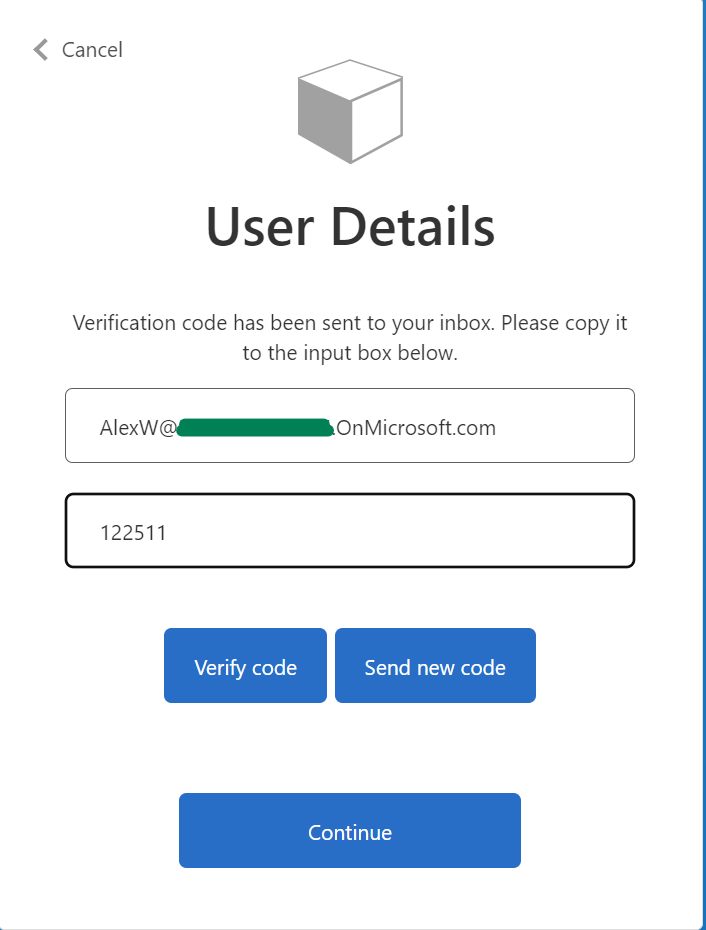 Cancel
User Details
Verification code has been sent to your inbox. Please copy it
to the input box below.
AlexW@ .OnMicrosoft.com
122511
Verify code
Send new code
Continue